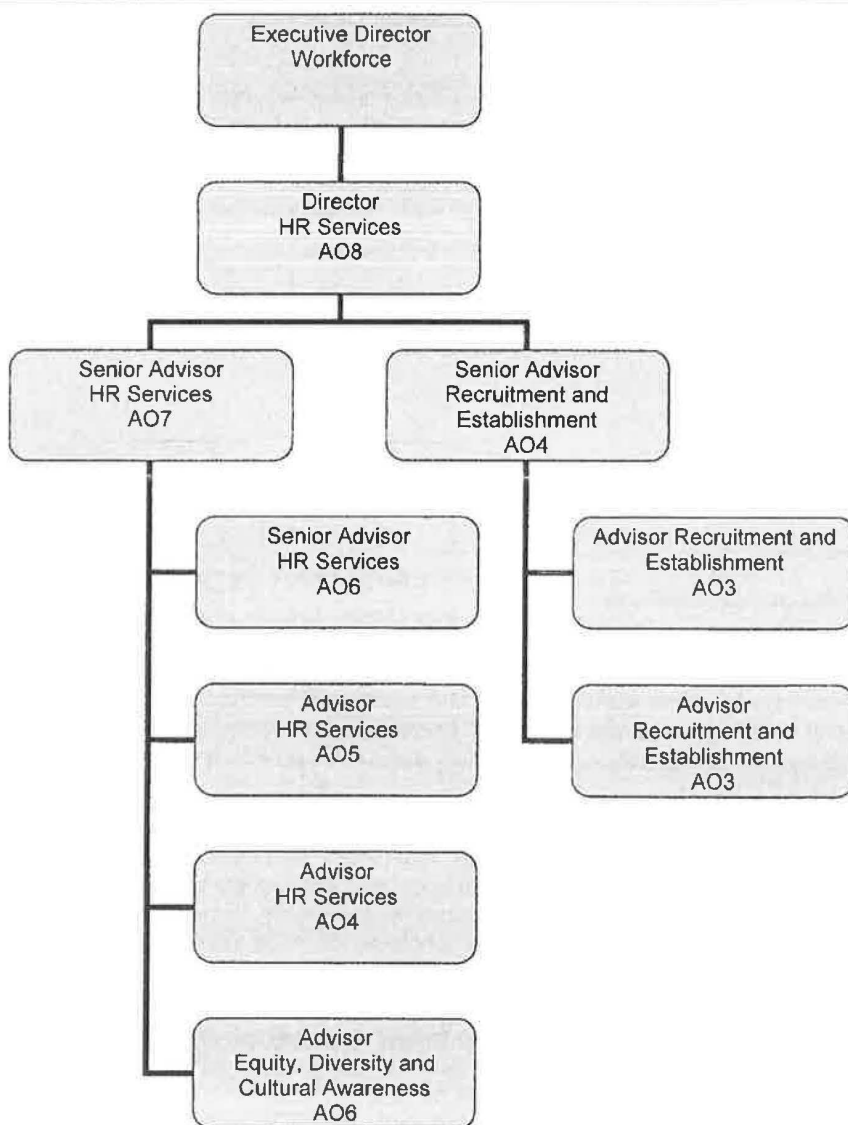 Executive Director
Workforce
Director
HR Services
AO8
Senior Advisor
HR Services
AO7
Senior Advisor
Recruitment and
Establishment
AO4
Senior Advisor
HR Services
AO6
Advisor Recruitment and
Establishment
AO3
Advisor
HR Services
AO5
Advisor
Recruitment and
Establishment
AO3
Advisor
HR Services
AO4
Advisor
Equity, Diversity and
Cultural Awareness
AO6